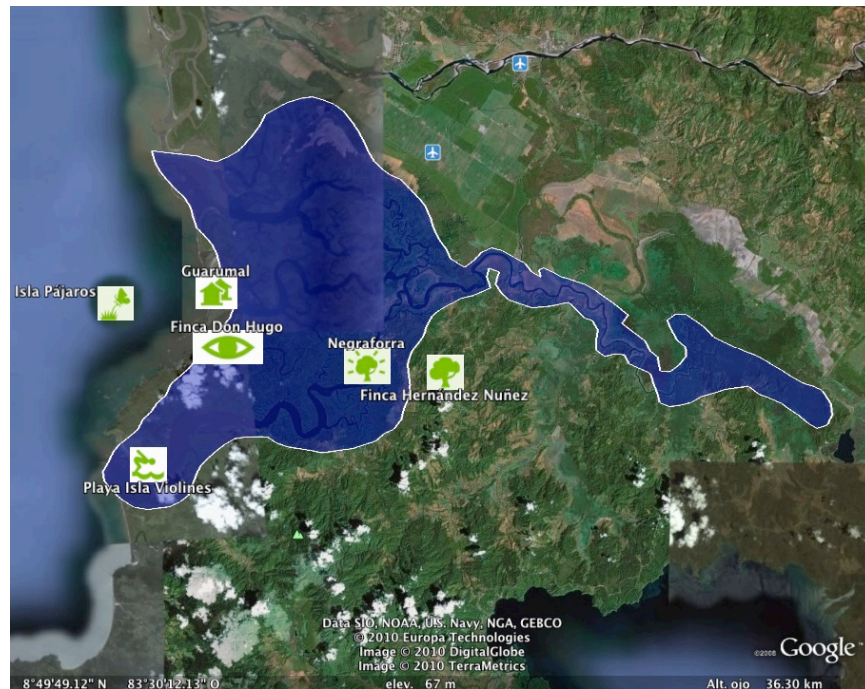 Guarumal
Isla Pájaros
Finca Don Hugo
Negraforra
Finca Hernández Nuñez
Playa Isla Violines
Data SIO, NOAA, U.S. Navy, NGA, GEBCO
© 2010 Europa Technologies
Image © 2010 DigitalGlobe
Image © 2010 TerraMetrics
©2008 Google™
8°49'49.12" N 83°30'12.13" O elev. 67 m Alt. ojo 36.30 km